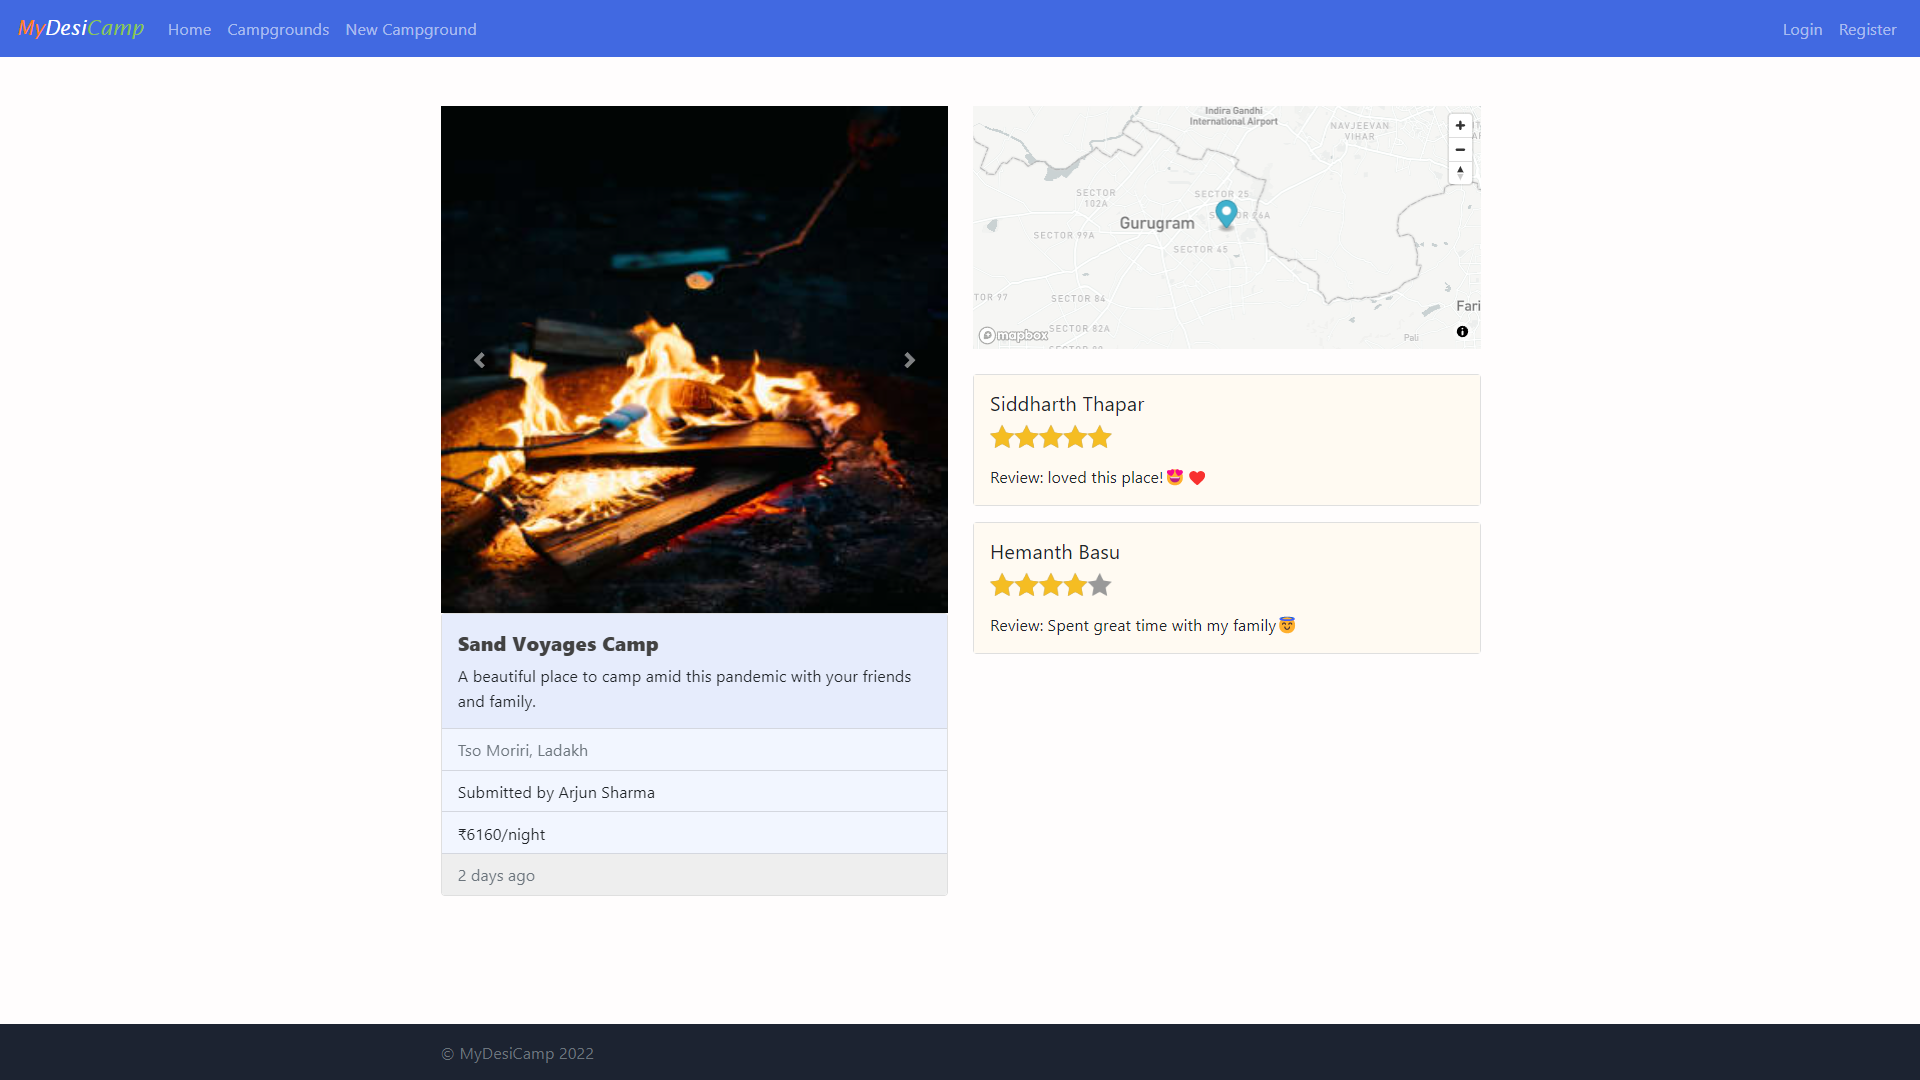 MyDesiCamp
Home
Campgrounds
New Campground
Login
Register
Indira Gandhi
International Airport
NAVJEEVAN
VIHAR
SECTOR
102A
SECTOR 25
Gurugram
SECTOR 99A
SECTOR 45
TOR 97
SECTOR 84
Fari
SECTOR 82A
Pali
mapbox
Sand Voyages Camp
A beautiful place to camp amid this pandemic with your friends
and family.
Tso Moriri, Ladakh
Submitted by Arjun Sharma
₹6160/night
2 days ago
Siddharth Thapar
Review: loved this place!😍 ❤️
Hemanth Basu
Review: Spent great time with my family😇
© MyDesiCamp 2022